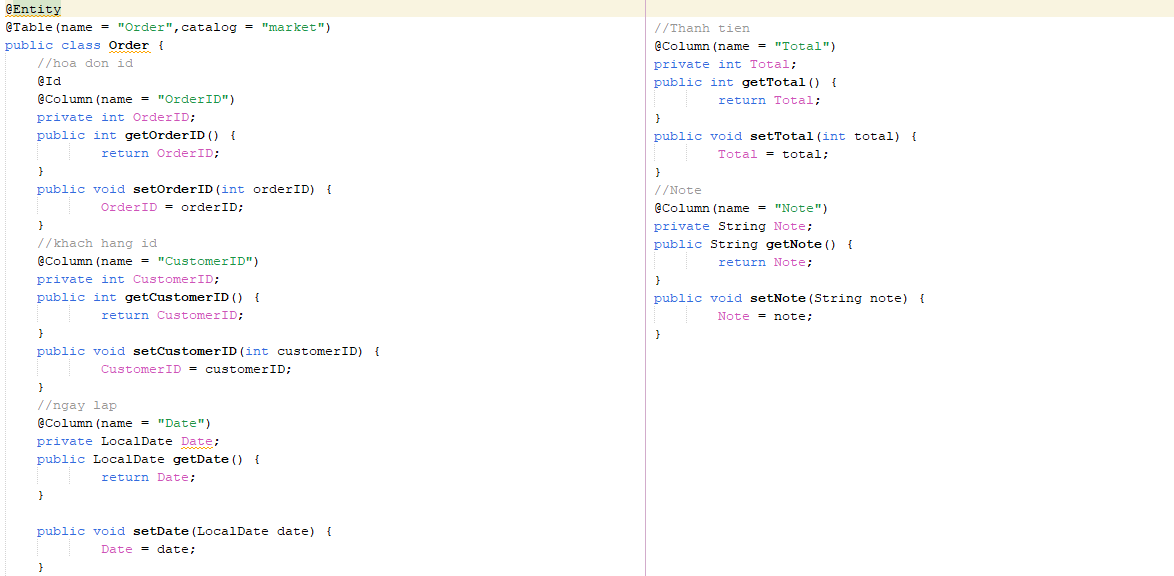 @Entity
@Table(name = "Order",catalog = "market")
public class Order {
//hoa don id
@Id
@Column(name = "OrderID")
private int OrderID;
public int getOrderID() {
return OrderID;
}
public void setOrderID(int orderID) {
OrderID = orderID;
}
//khach hang id
@Column(name = "CustomerID")
private int CustomerID;
public int getCustomerID() {
return CustomerID;
}
public void setCustomerID(int customerID) {
CustomerID = customerID;
}
//ngay lap
@Column(name = "Date")
private LocalDate Date;
public LocalDate getDate() {
return Date;
}
public void setDate(LocalDate date) {
Date = date;
}
//Thanh tien
@Column(name = "Total")
private int Total;
public int getTotal() {
return Total;
}
public void setTotal(int total) {
Total = total;
}
//Note
@Column(name = "Note")
private String Note;
public String getNote() {
return Note;
}
public void setNote(String note) {
Note = note;
}